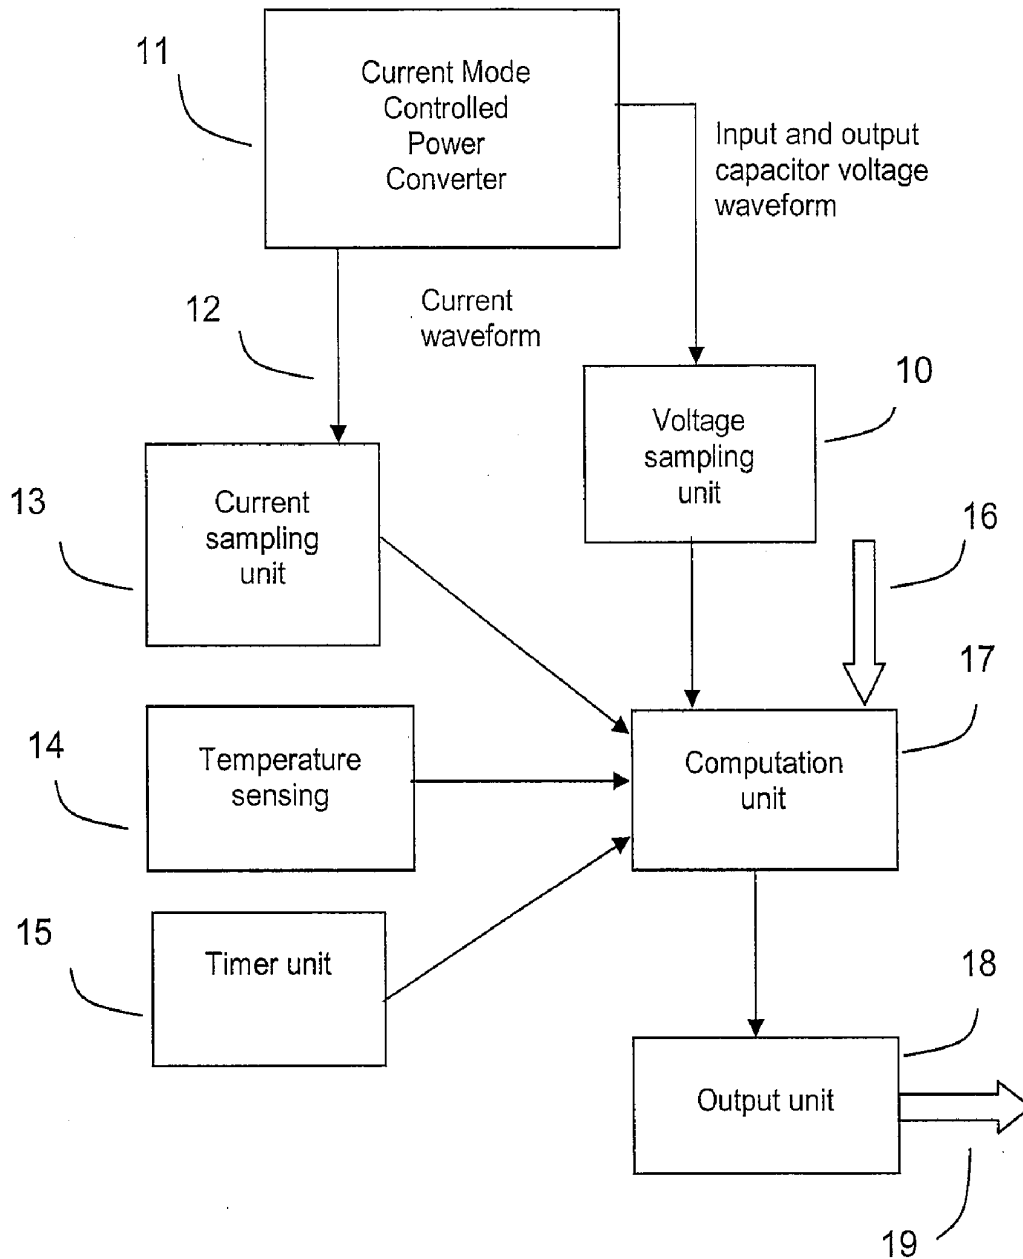 11
Current Mode
Controlled
Power
Converter
Input and output
capacitor voltage
waveform
12
Current
waveform
10
Voltage
sampling
unit
13
Current
sampling
unit
16
17
14
Temperature
sensing
Computation
unit
15
Timer unit
18
Output unit
19